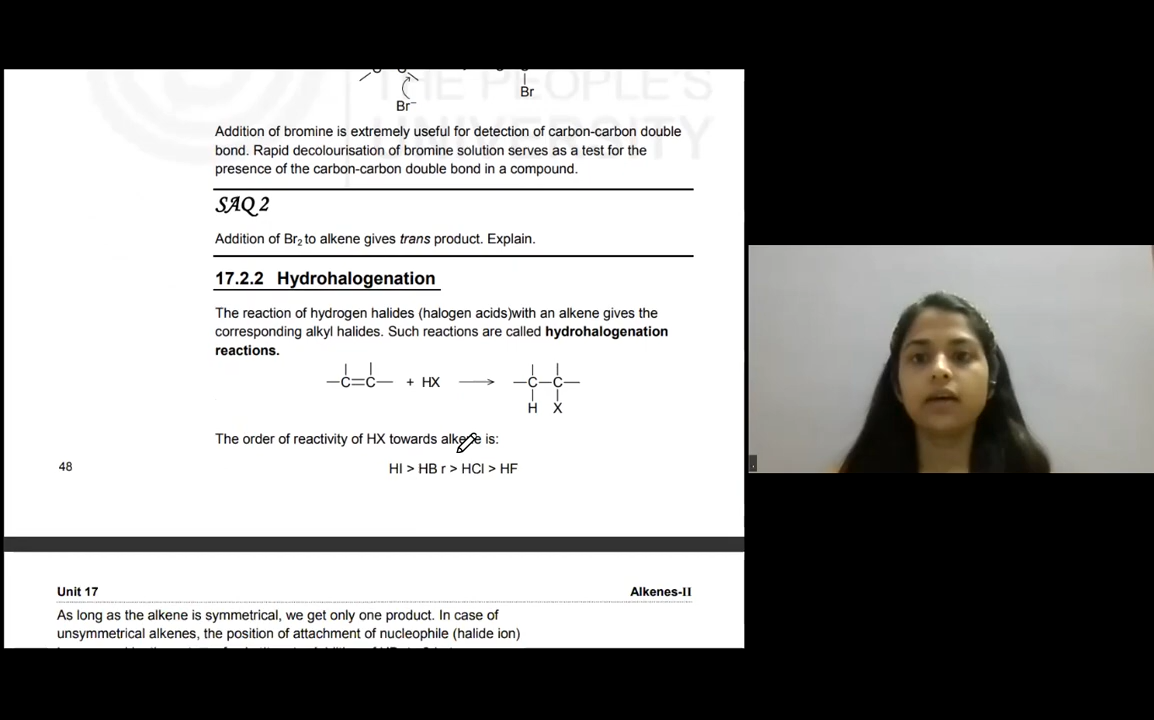 THE PEOPLE'S
UNIVERSITY
Br
Br⁻
Addition of bromine is extremely useful for detection of carbon-carbon double
bond. Rapid decolourisation of bromine solution serves as a test for the
presence of the carbon-carbon double bond in a compound.
SAQ 2
Addition of Br₂ to alkene gives trans product. Explain.
17.2.2 Hydrohalogenation
The reaction of hydrogen halides (halogen acids)with an alkene gives the
corresponding alkyl halides. Such reactions are called hydrohalogenation
reactions.
—C=C— + HX ⟶ —C—C—
H X
The order of reactivity of HX towards alkene is:
48
HI > HB r > HCl > HF
Unit 17 Alkenes-II
As long as the alkene is symmetrical, we get only one product. In case of
unsymmetrical alkenes, the position of attachment of nucleophile (halide ion)